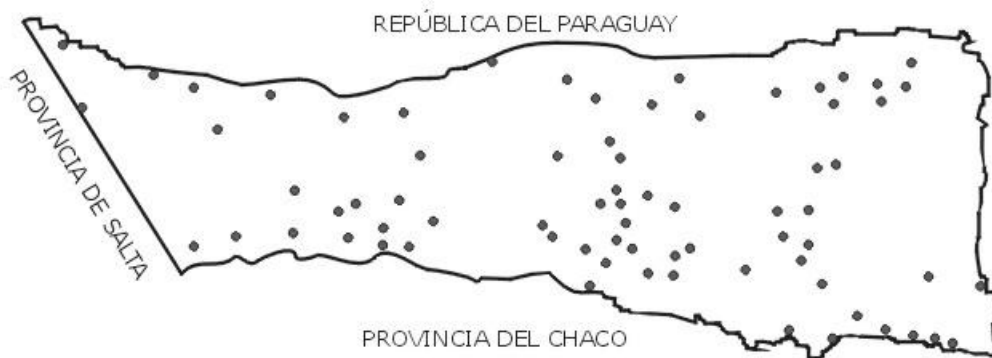 REPÚBLICA DEL PARAGUAY
PROVINCIA DE SALTA
PROVINCIA DEL CHACO